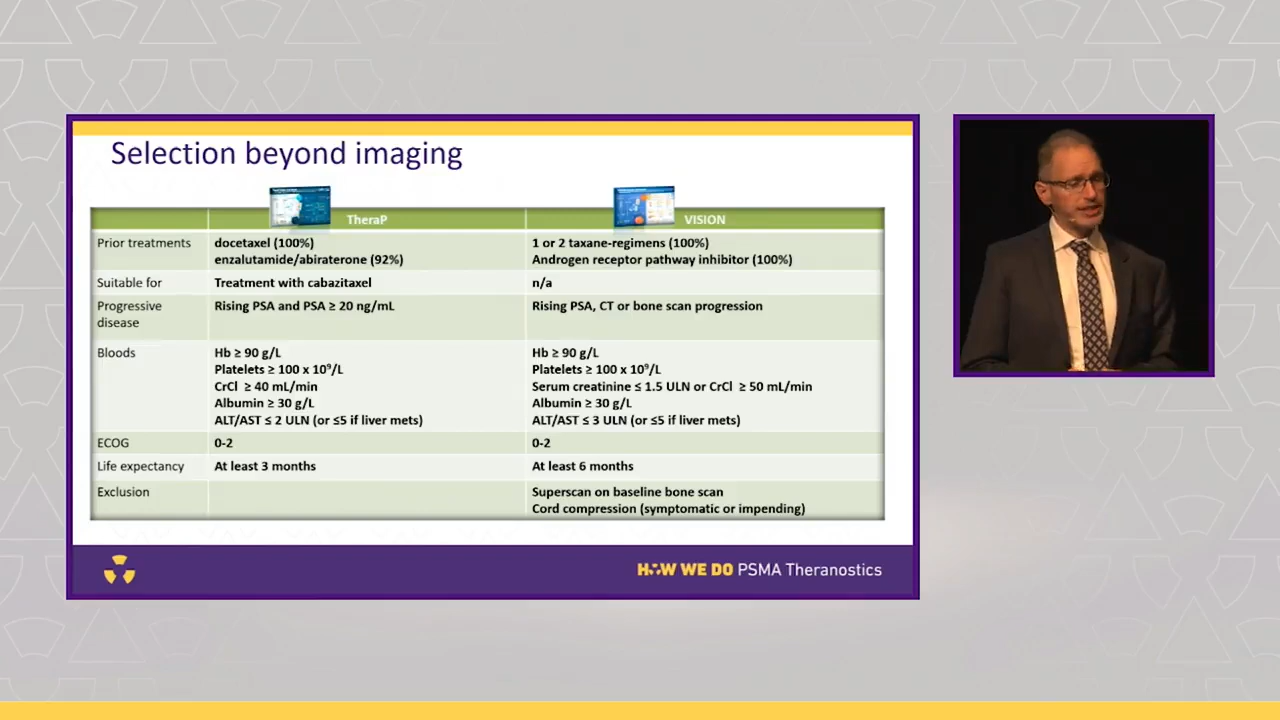 Selection beyond imaging
TheraP VISION
Prior treatments docetaxel (100%) 1 or 2 taxane-regimens (100%)
enzalutamide/abiraterone (92%) Androgen receptor pathway inhibitor (100%)
Suitable for Treatment with cabazitaxel n/a
Progressive Rising PSA and PSA ≥ 20 ng/mL Rising PSA, CT or bone scan progression
disease
Bloods Hb ≥ 90 g/L Hb ≥ 90 g/L
Platelets ≥ 100 x 10⁹/L Platelets ≥ 100 x 10⁹/L
CrCl ≥ 40 mL/min Serum creatinine ≤ 1.5 ULN or CrCl ≥ 50 mL/min
Albumin ≥ 30 g/L Albumin ≥ 30 g/L
ALT/AST ≤ 2 ULN (or ≤5 if liver mets) ALT/AST ≤ 3 ULN (or ≤5 if liver mets)
ECOG 0-2 0-2
Life expectancy At least 3 months At least 6 months
Exclusion Superscan on baseline bone scan
Cord compression (symptomatic or impending)
HOW WE DO PSMA Theranostics